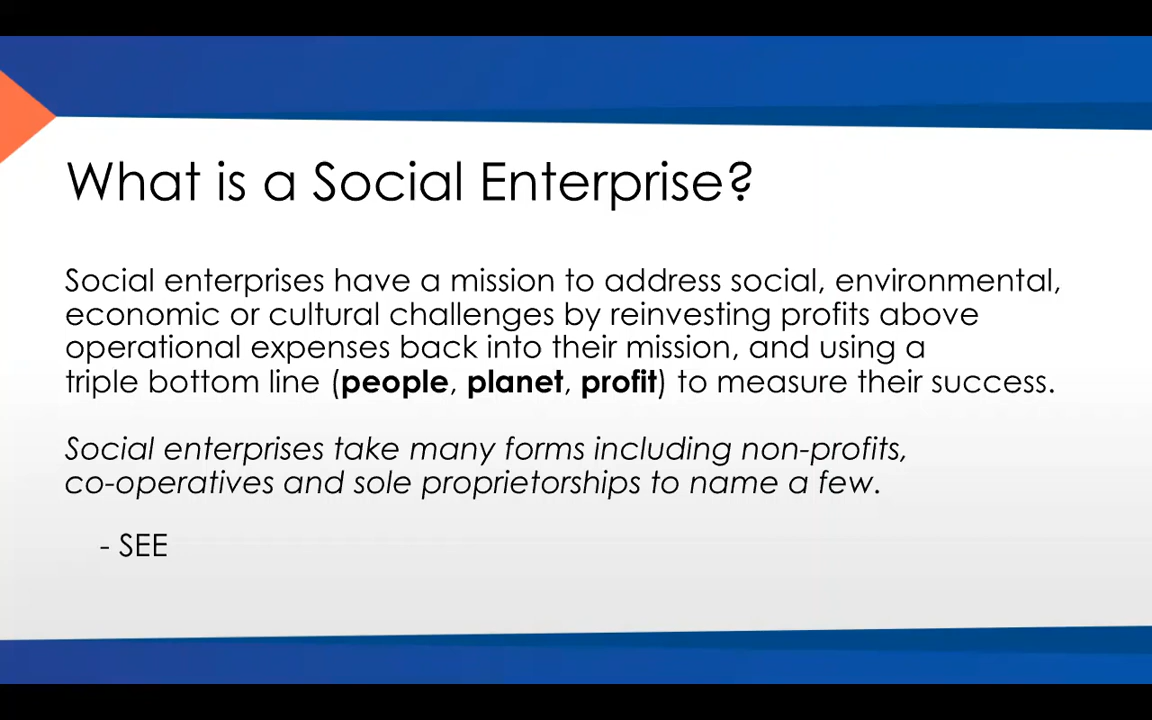 What is a Social Enterprise?
Social enterprises have a mission to address social, environmental,
economic or cultural challenges by reinvesting profits above
operational expenses back into their mission, and using a
triple bottom line (people, planet, profit) to measure their success.
Social enterprises take many forms including non-profits,
co-operatives and sole proprietorships to name a few.
- SEE